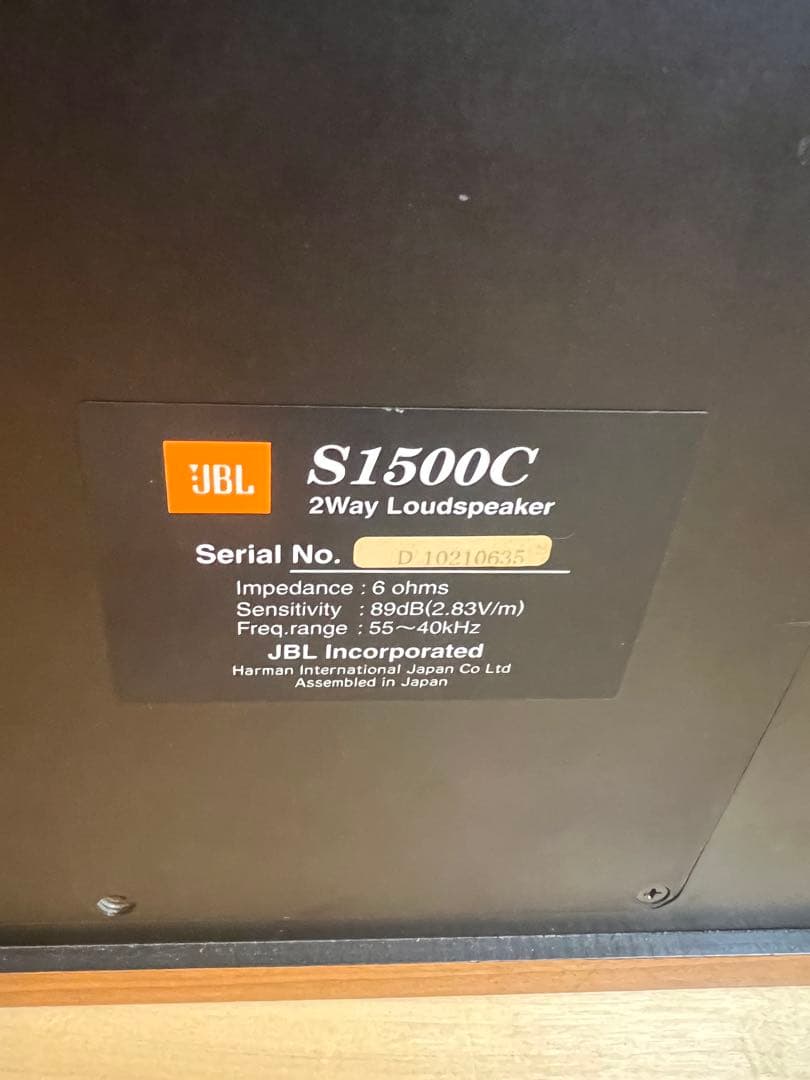 JBL
S1500C
2Way Loudspeaker
Serial No. D 10210635
Impedance : 6 ohms
Sensitivity : 89dB(2.83V/m)
Freq.range : 55～40kHz
JBL Incorporated
Harman International Japan Co Ltd
Assembled in Japan